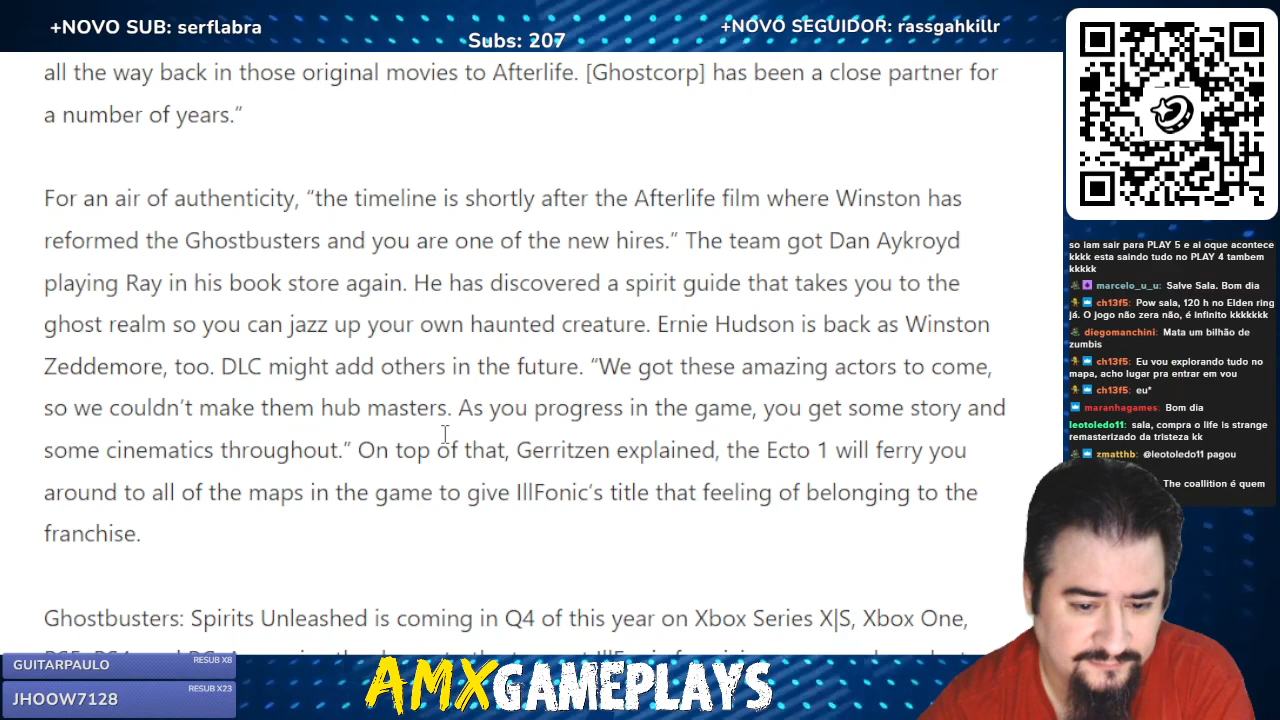 +NOVO SUB: serflabra
Subs: 207
+NOVO SEGUIDOR: rassgahkillr
all the way back in those original movies to Afterlife. [Ghostcorp] has been a close partner for
a number of years.”
For an air of authenticity, “the timeline is shortly after the Afterlife film where Winston has
reformed the Ghostbusters and you are one of the new hires.” The team got Dan Aykroyd
playing Ray in his book store again. He has discovered a spirit guide that takes you to the
ghost realm so you can jazz up your own haunted creature. Ernie Hudson is back as Winston
Zeddemore, too. DLC might add others in the future. “We got these amazing actors to come,
so we couldn’t make them hub masters. As you progress in the game, you get some story and
some cinematics throughout.” On top of that, Gerritzen explained, the Ecto 1 will ferry you
around to all of the maps in the game to give IllFonic’s title that feeling of belonging to the
franchise.
Ghostbusters: Spirits Unleashed is coming in Q4 of this year on Xbox Series X|S, Xbox One,
so iam sair para PLAY 5 e ai oque acontece
kkkk esta saindo tudo no PLAY 4 tambem
kkkkk
marcelo_u_u: Salve Sala. Bom dia
ch13f5: Pow sala, 120 h no Elden ring
já. O jogo não zera não, é infinito kkkkkkk
diegomanchini: Mata um bilhão de
zumbis
ch13f5: Eu vou explorando tudo no
mapa, acho lugar pra entrar em vou
ch13f5: eu*
maranhagames: Bom dia
leotoledo11: sala, compra o life is strange
remasterizado da tristeza kk
zmatthb: @leotoledo11 pagou
The coallition é quem
GUITARPAULO RESUB X8
JHOOW7128 RESUB X23
AMXGAMEPLAYS